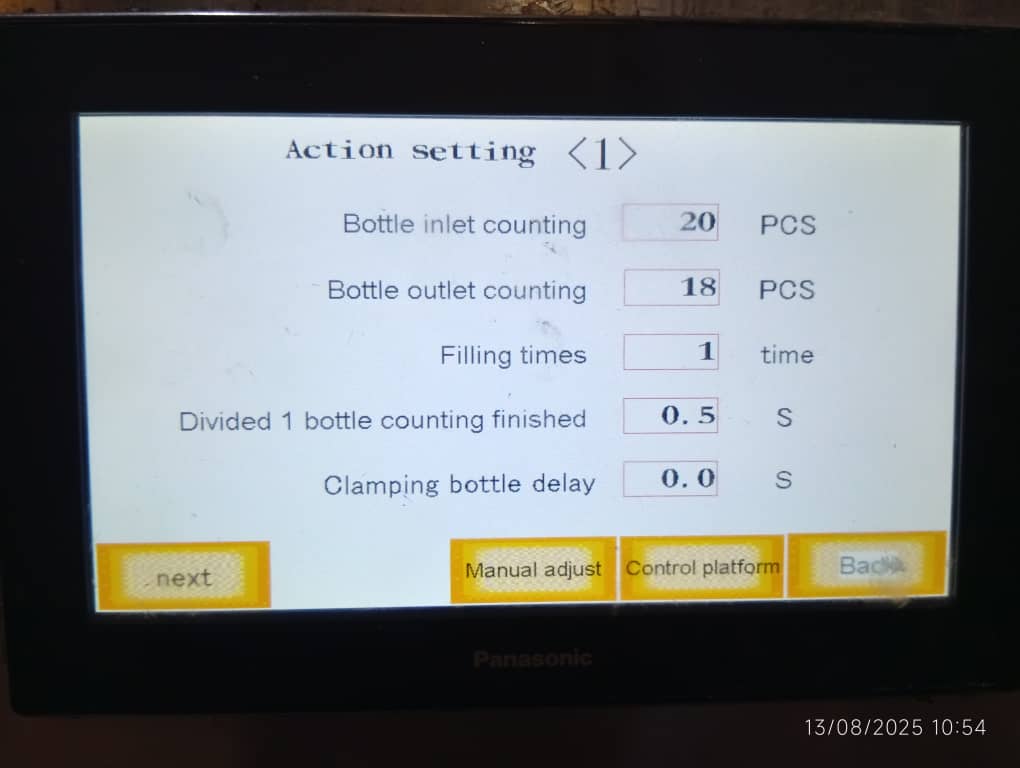 Action setting <1>
Bottle inlet counting 20 PCS
Bottle outlet counting 18 PCS
Filling times 1 time
Divided 1 bottle counting finished 0.5 S
Clamping bottle delay 0.0 S
next Manual adjust Control platform Back
Panasonic
13/08/2025 10:54